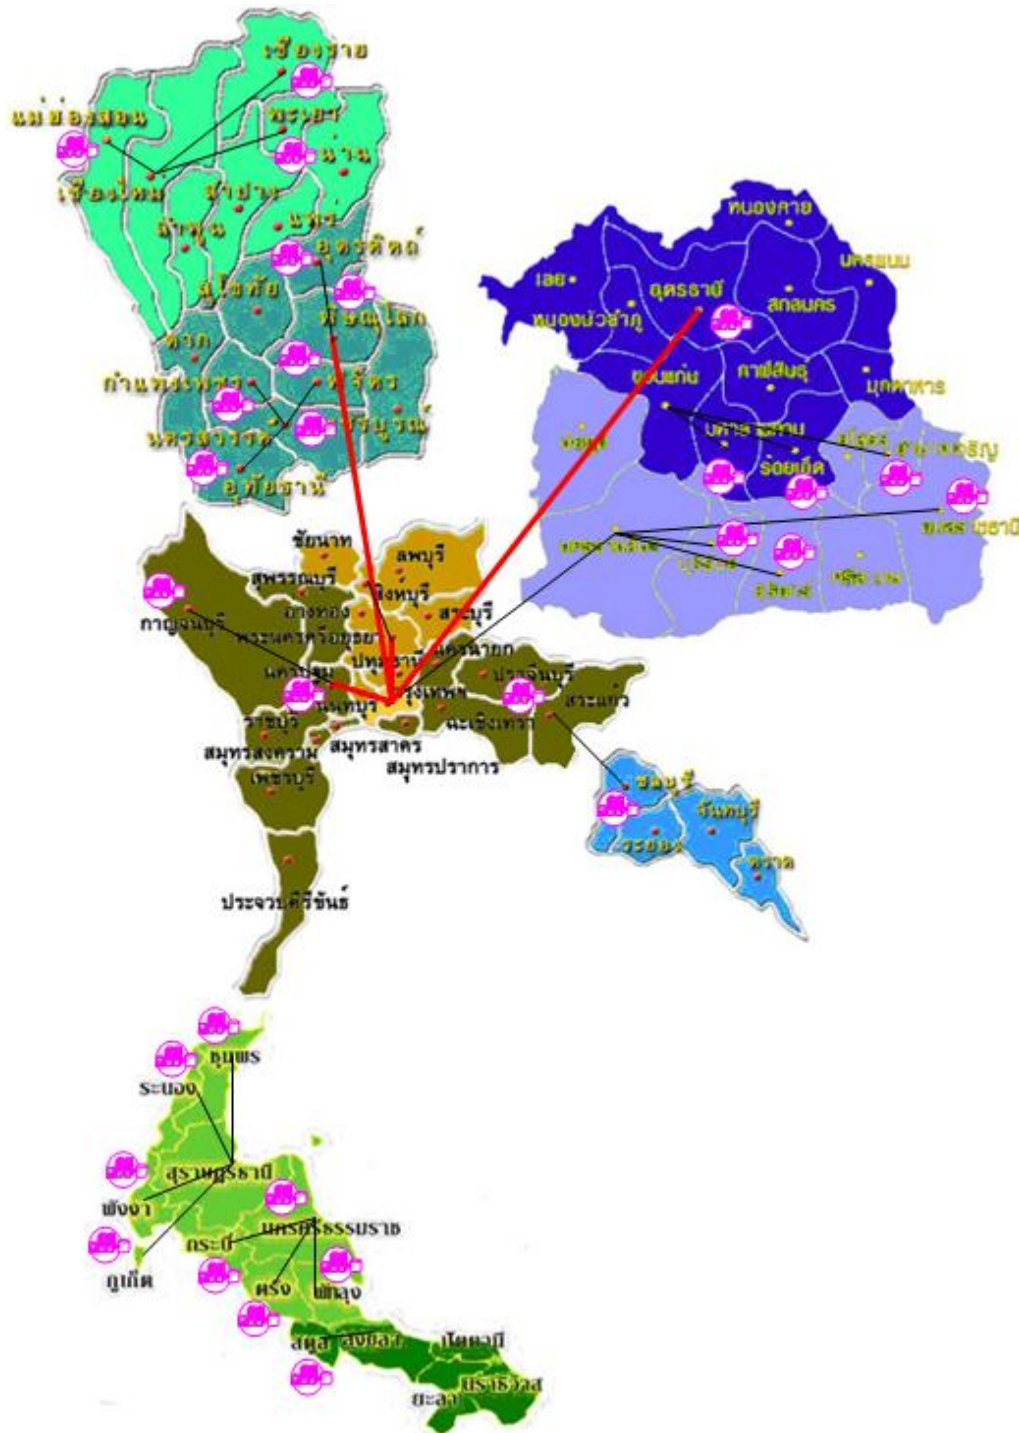 เชียงราย
แม่ฮ่องสอน
พะเยา
น่าน
เชียงใหม่
ลำปาง
ลำพูน
แพร่
อุตรดิตถ์
สุโขทัย
พิษณุโลก
ตาก
กำแพงเพชร
พิจิตร
นครสวรรค์
อุทัยธานี
หนองคาย
นครพนม
เลย
อุดรธานี
สกลนคร
หนองบัวลำภู
ขอนแก่น
กาฬสินธุ์
มุกดาหาร
ร้อยเอ็ด
ชัยนาท
ลพบุรี
สุพรรณบุรี
สิงห์บุรี
อ่างทอง
สระบุรี
กาญจนบุรี
พระนครศรีอยุธยา
นครนายก
ปทุมธานี
นครปฐม
ปราจีนบุรี
กรุงเทพฯ
สระแก้ว
นนทบุรี
ราชบุรี
ฉะเชิงเทรา
สมุทรสาคร
สมุทรสงคราม
สมุทรปราการ
เพชรบุรี
ชลบุรี
จันทบุรี
ระยอง
ตราด
ประจวบคีรีขันธ์
ชุมพร
ระนอง
สุราษฎร์ธานี
พังงา
นครศรีธรรมราช
กระบี่
ภูเก็ต
ตรัง
พัทลุง
สตูล
สงขลา
ปัตตานี
นราธิวาส
ยะลา